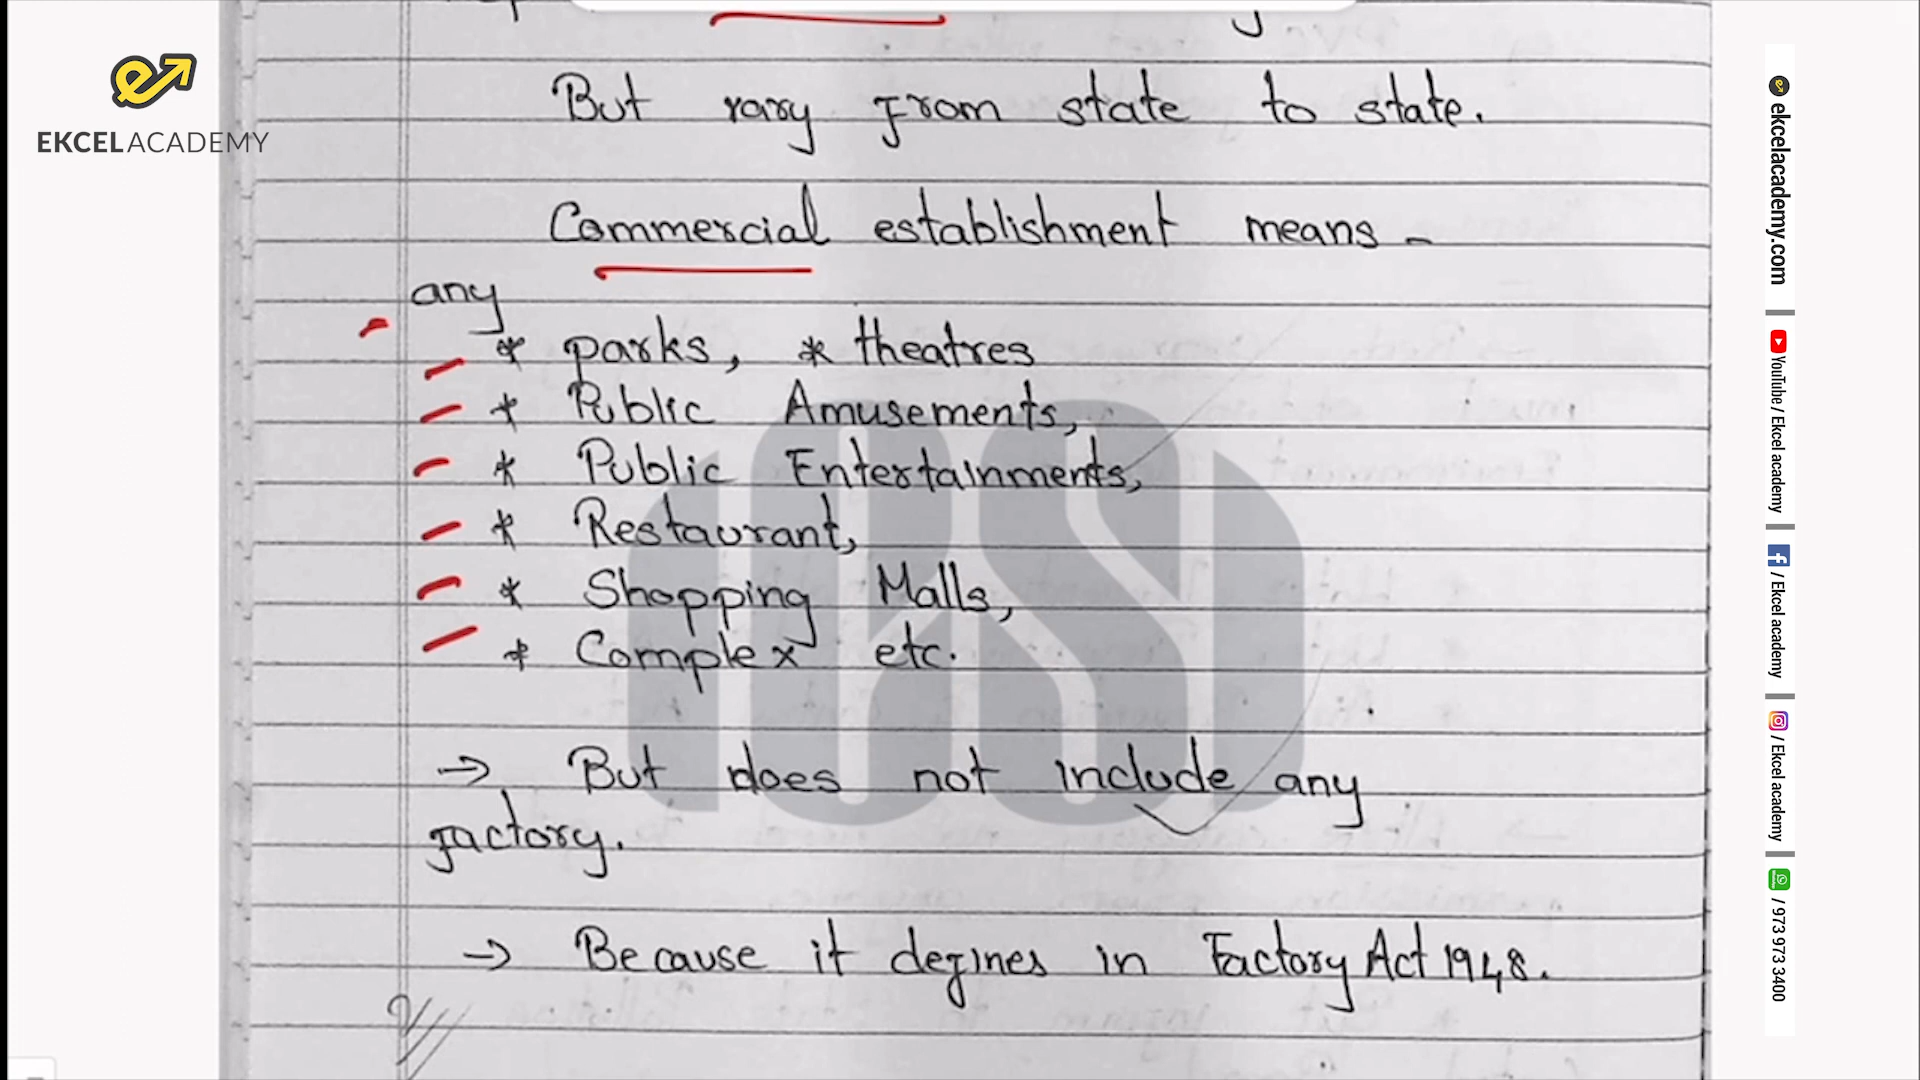 EKCELACADEMY
But vary from state to state.
Commercial establishment means -
any
* parks, * theatres
* Public Amusements,
* Public Entertainments,
* Restaurant,
* Shopping Malls,
* Complex etc.
→ But does not include any
factory.
→ Because it defines in Factory Act 1948.
ekcelacademy.com
YouTube / Ekcel academy
/ Ekcel academy
/ Ekcel academy
/ 973 973 3400